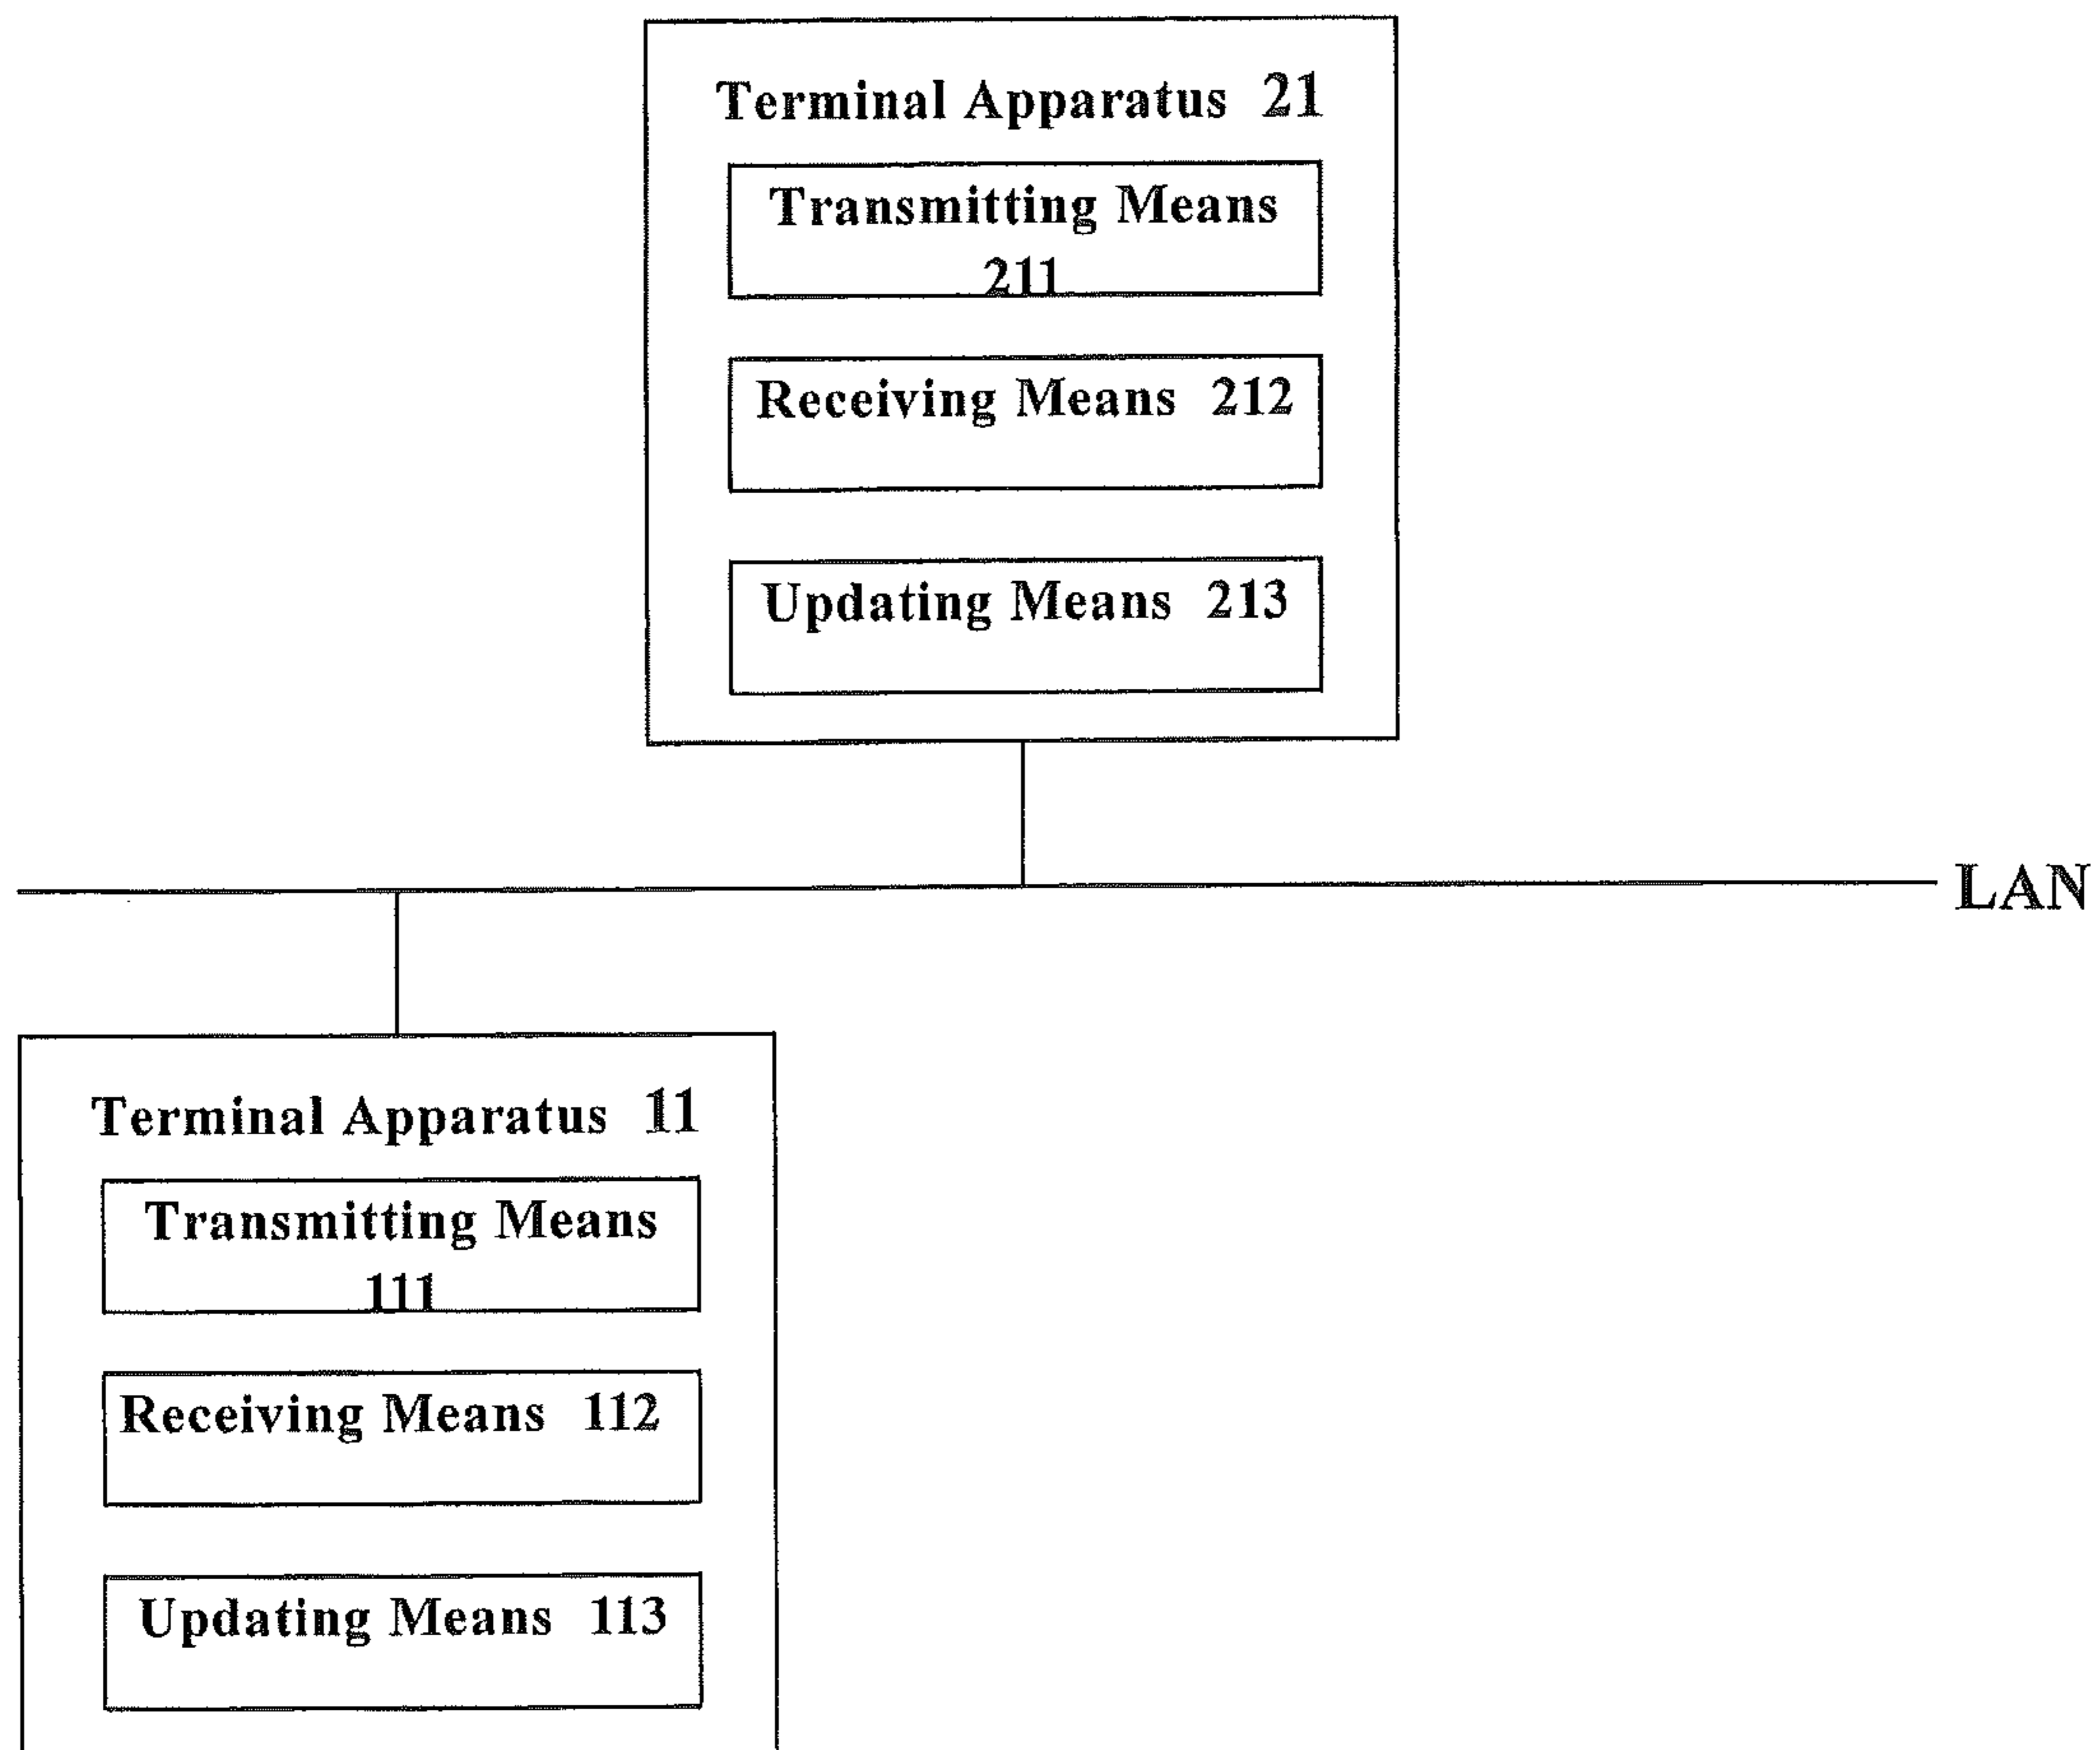 Terminal Apparatus 21
Transmitting Means
211
Receiving Means 212
Updating Means 213
LAN
Terminal Apparatus 11
Transmitting Means
111
Receiving Means 112
Updating Means 113